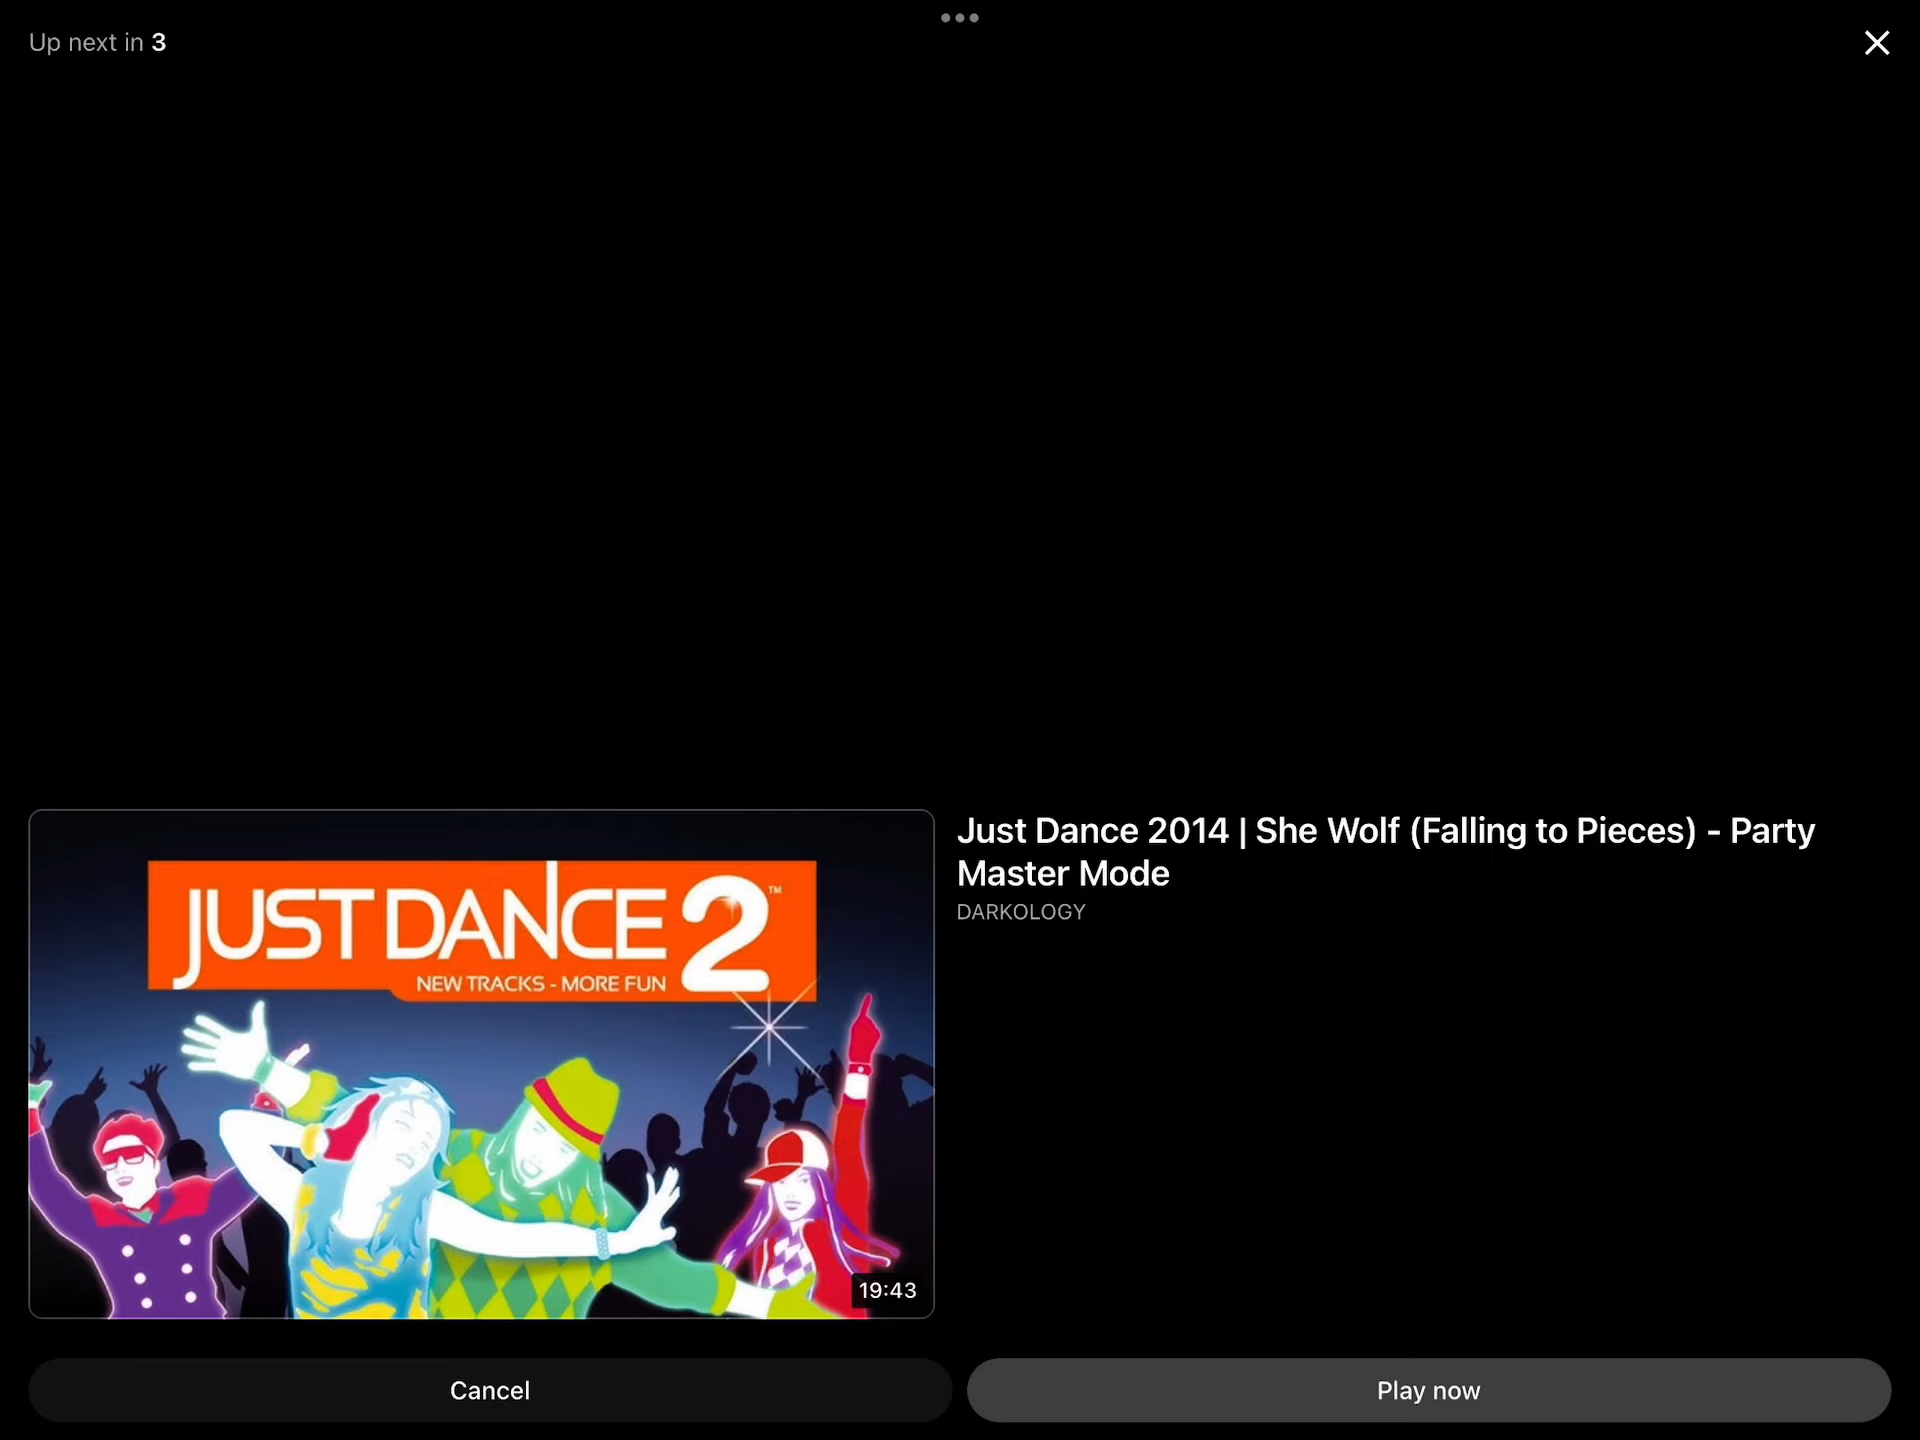 Up next in 3
JUST DANCE 2™
NEW TRACKS - MORE FUN
19:43
Just Dance 2014 | She Wolf (Falling to Pieces) - Party
Master Mode
DARKOLOGY
Cancel
Play now